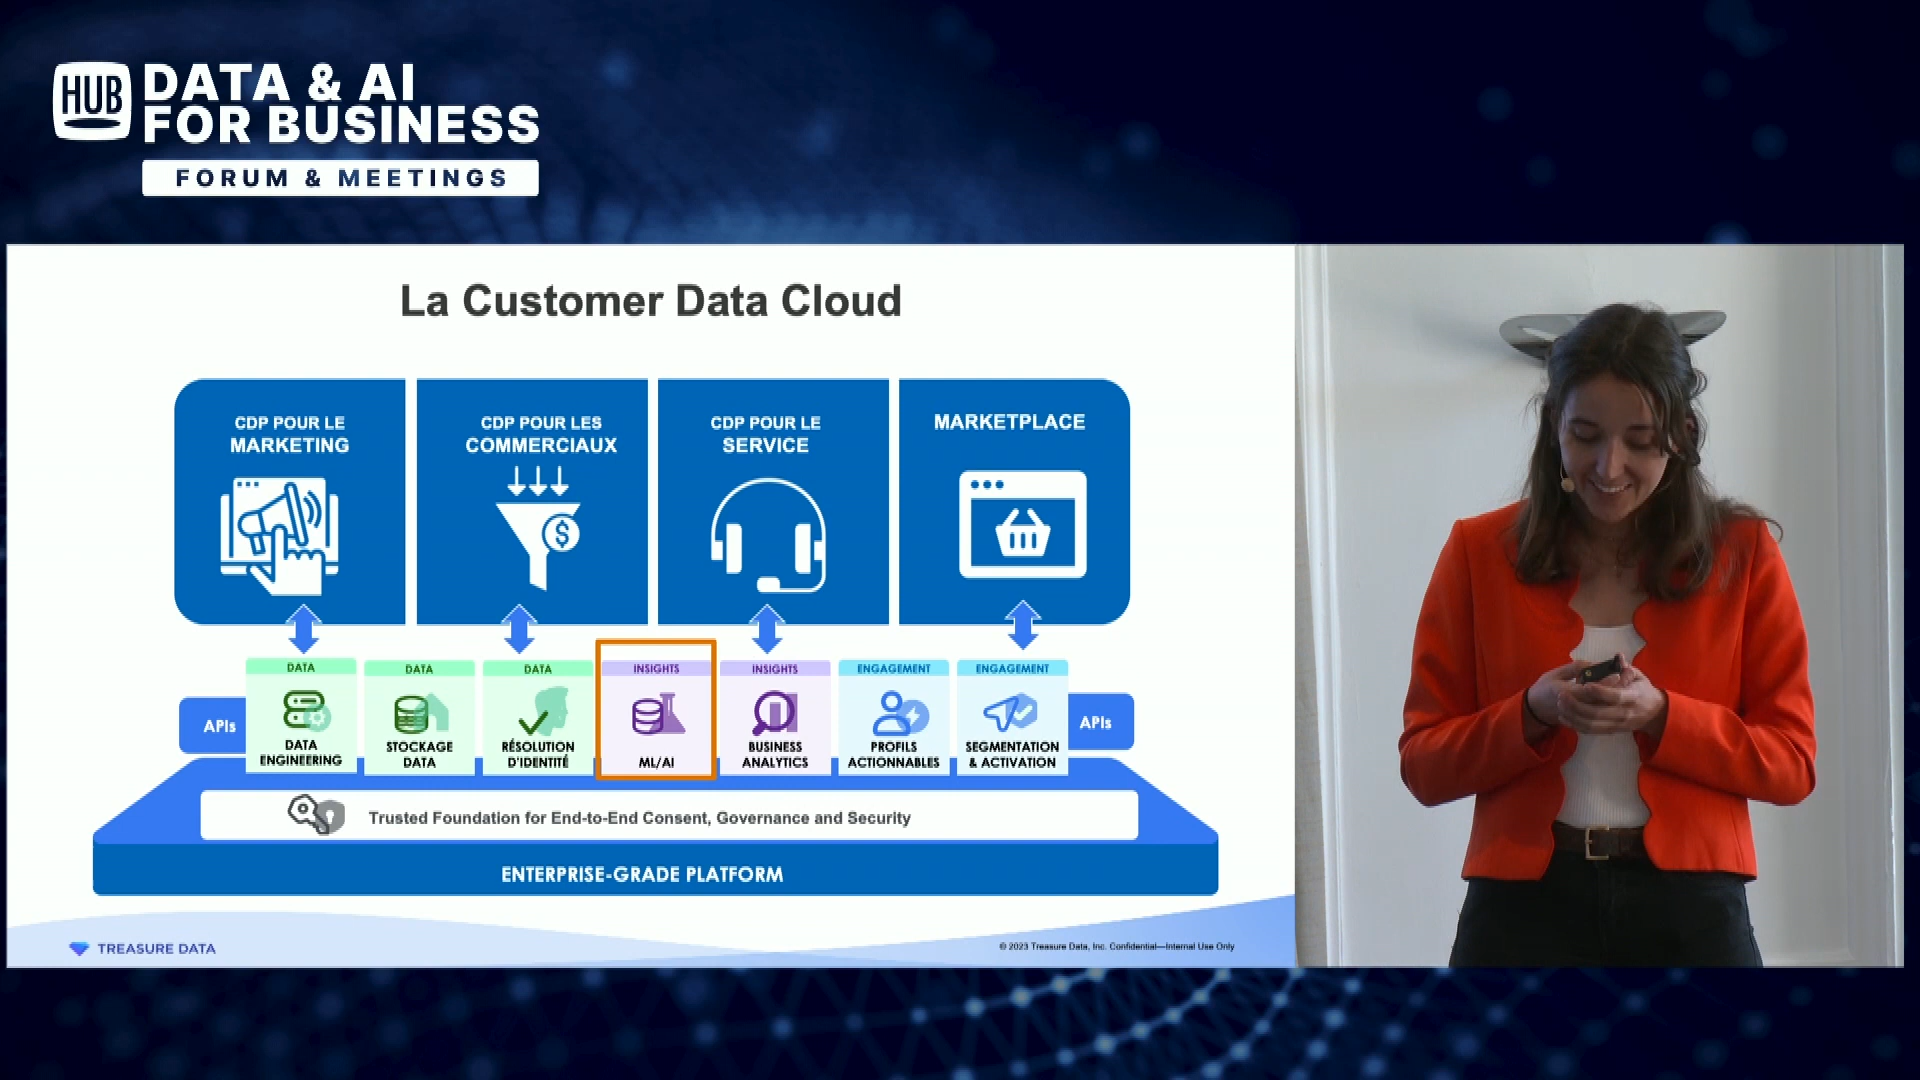 HUB
DATA & AI
FOR BUSINESS
FORUM & MEETINGS
La Customer Data Cloud
CDP POUR LE
MARKETING
CDP POUR LES
COMMERCIAUX
$
CDP POUR LE
SERVICE
MARKETPLACE
APIs
DATA
DATA
ENGINEERING
DATA
STOCKAGE
DATA
DATA
RÉSOLUTION
D'IDENTITÉ
INSIGHTS
ML/AI
INSIGHTS
BUSINESS
ANALYTICS
ENGAGEMENT
PROFILS
ACTIONNABLES
ENGAGEMENT
SEGMENTATION
& ACTIVATION
APIs
Trusted Foundation for End-to-End Consent, Governance and Security
ENTERPRISE-GRADE PLATFORM
TREASURE DATA
© 2023 Treasure Data, Inc. Confidential—Internal Use Only